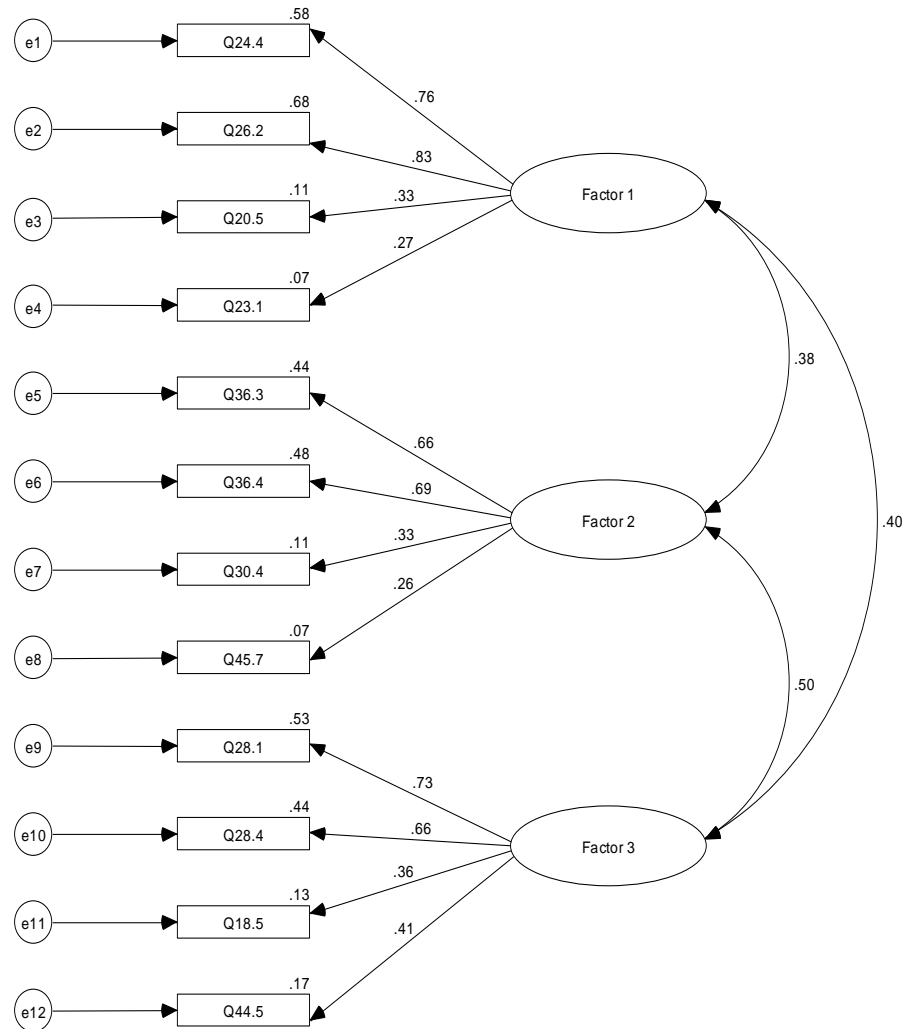 .58
e1
Q24.4
.76
.68
e2
Q26.2
.83
.11
e3
Q20.5
.33
Factor 1
.27
.07
e4
Q23.1
.38
.44
e5
Q36.3
.66
.48
e6
Q36.4
.69
Factor 2
.40
.11
e7
Q30.4
.33
.26
.07
e8
Q45.7
.50
.53
e9
Q28.1
.73
.44
e10
Q28.4
.66
Factor 3
.13
.36
e11
Q18.5
.41
.17
e12
Q44.5